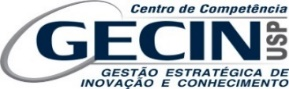 Centro de Competência
GECIN USP
GESTÃO ESTRATÉGICA DE
INOVAÇÃO E CONHECIMENTO